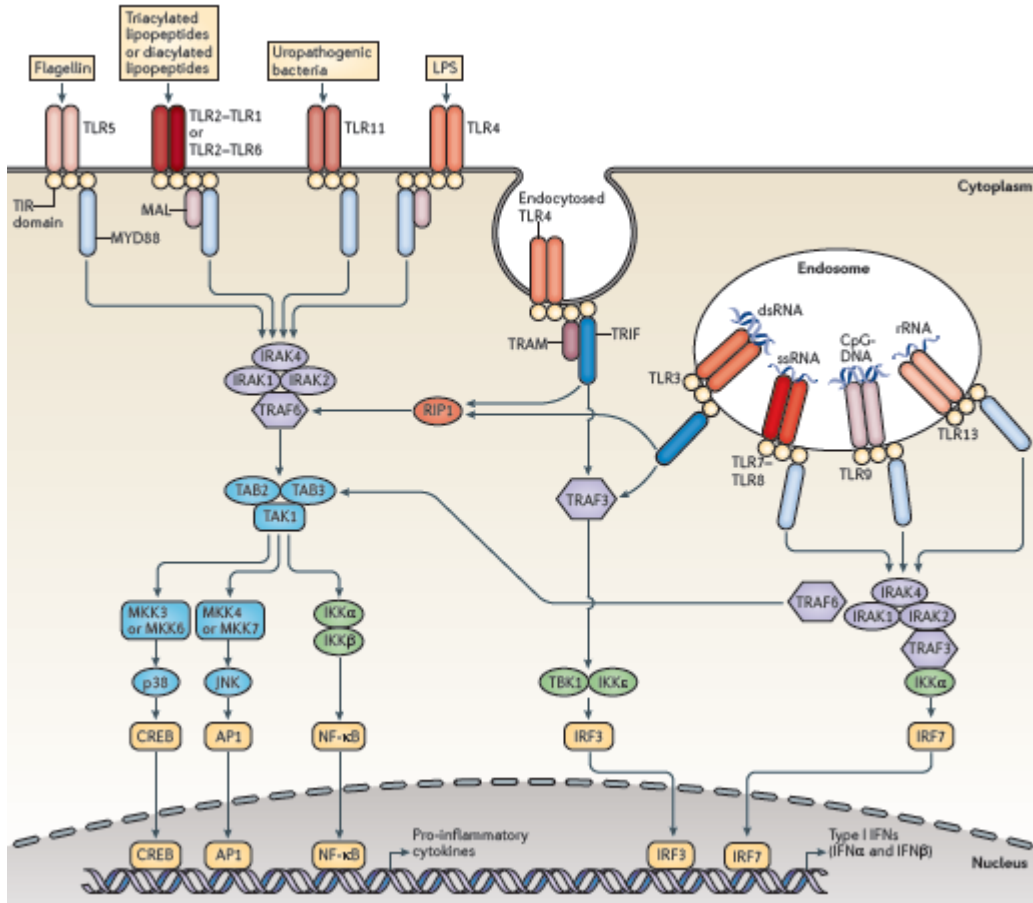 Triacylated
lipopeptides
or diacylated
lipopeptides
Flagellin
Uropathogenic
bacteria
LPS
TLR5
TLR2–TLR1
or
TLR2–TLR6
TLR11
TLR4
Cytoplasm
TIR
domain
MAL
MYD88
Endocytosed
TLR4
Endosome
dsRNA
rRNA
CpG-
DNA
ssRNA
TRAM
TRIF
TLR3
TLR13
TLR7–
TLR8
TLR9
IRAK4
IRAK1
IRAK2
TRAF6
RIP1
TAB2
TAB3
TAK1
TRAF3
MKK3
or MKK6
MKK4
or MKK7
IKKα
IKKβ
TRAF6
IRAK4
IRAK1
IRAK2
TRAF3
p38
JNK
TBK1
IKKε
IKKα
CREB
AP1
NF-κB
IRF3
IRF7
Pro-inflammatory
cytokines
Type I IFNs
(IFNα and IFNβ)
CREB
AP1
NF-κB
IRF3
IRF7
Nucleus